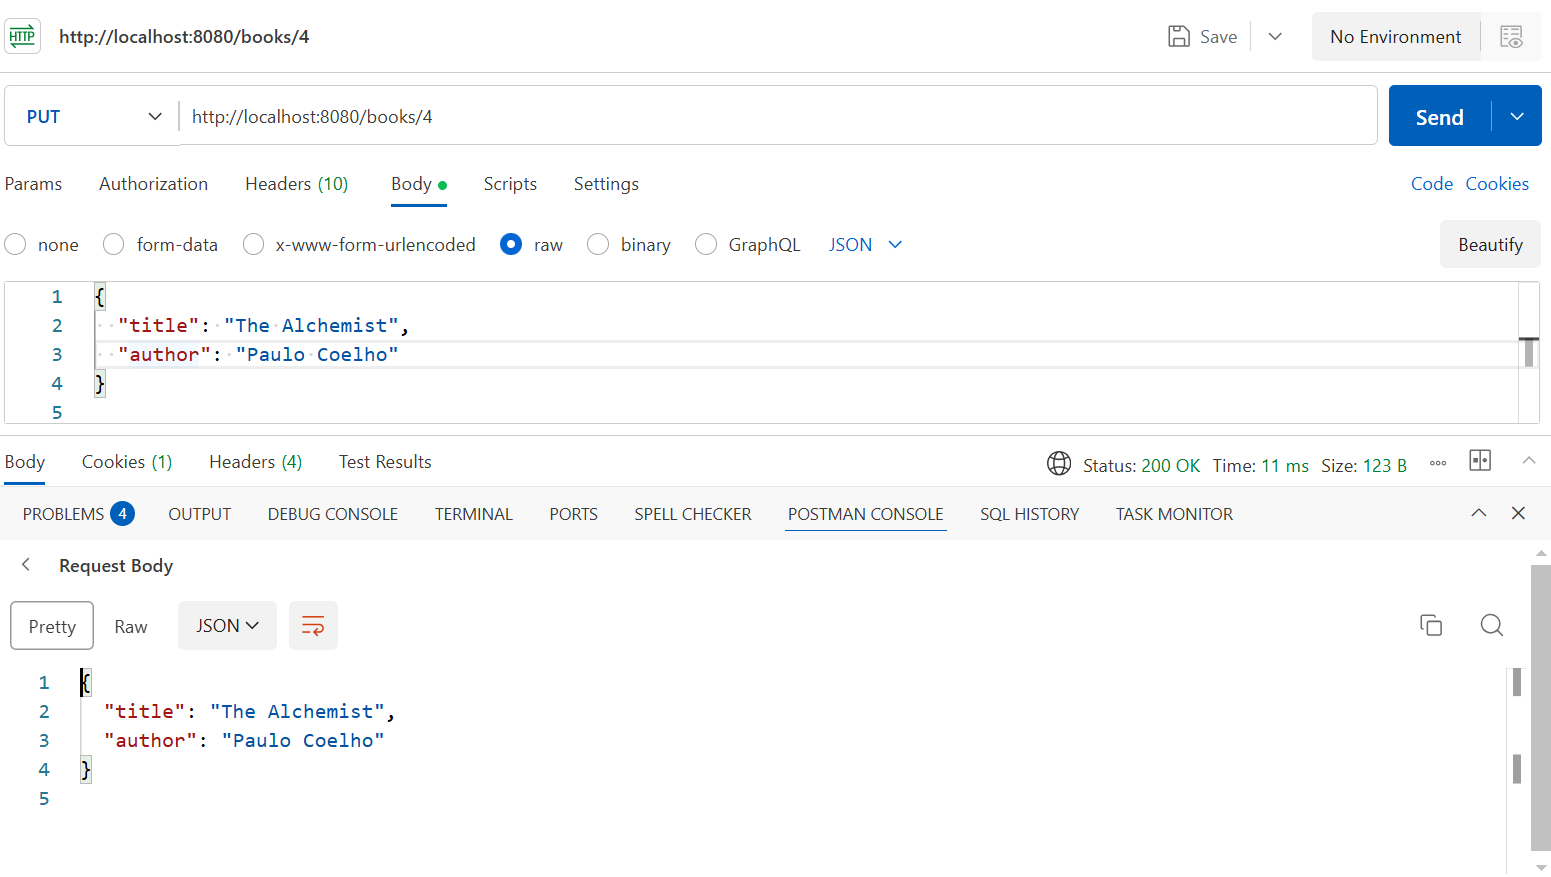 HTTP http://localhost:8080/books/4 Save No Environment
PUT http://localhost:8080/books/4 Send
Params Authorization Headers (10) Body Scripts Settings Code Cookies
none form-data x-www-form-urlencoded raw binary GraphQL JSON Beautify
1 {
2 "title": "The Alchemist",
3 "author": "Paulo Coelho"
4 }
5
Body Cookies (1) Headers (4) Test Results Status: 200 OK Time: 11 ms Size: 123 B
PROBLEMS 4 OUTPUT DEBUG CONSOLE TERMINAL PORTS SPELL CHECKER POSTMAN CONSOLE SQL HISTORY TASK MONITOR
Request Body
Pretty Raw JSON
1 {
2 "title": "The Alchemist",
3 "author": "Paulo Coelho"
4 }
5